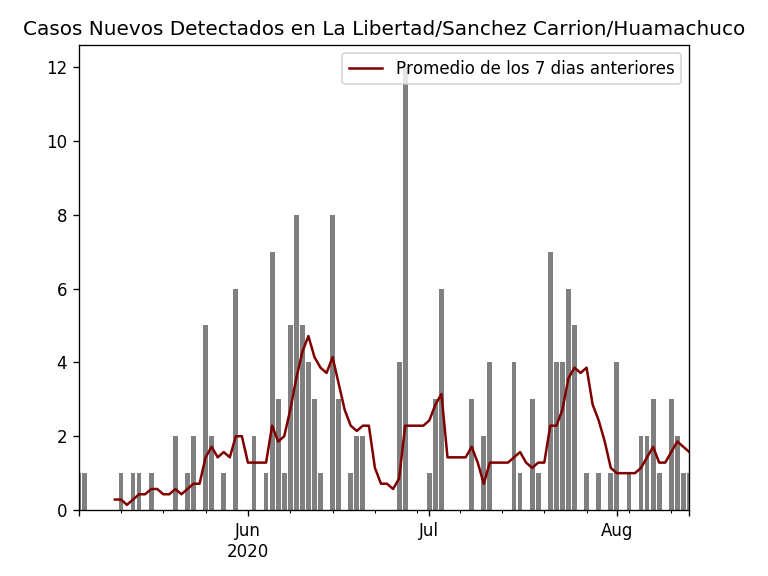 Casos Nuevos Detectados en La Libertad/Sanchez Carrion/Huamachuco
Promedio de los 7 dias anteriores
12
10
8
6
4
2
0
Jun
2020
Jul
Aug